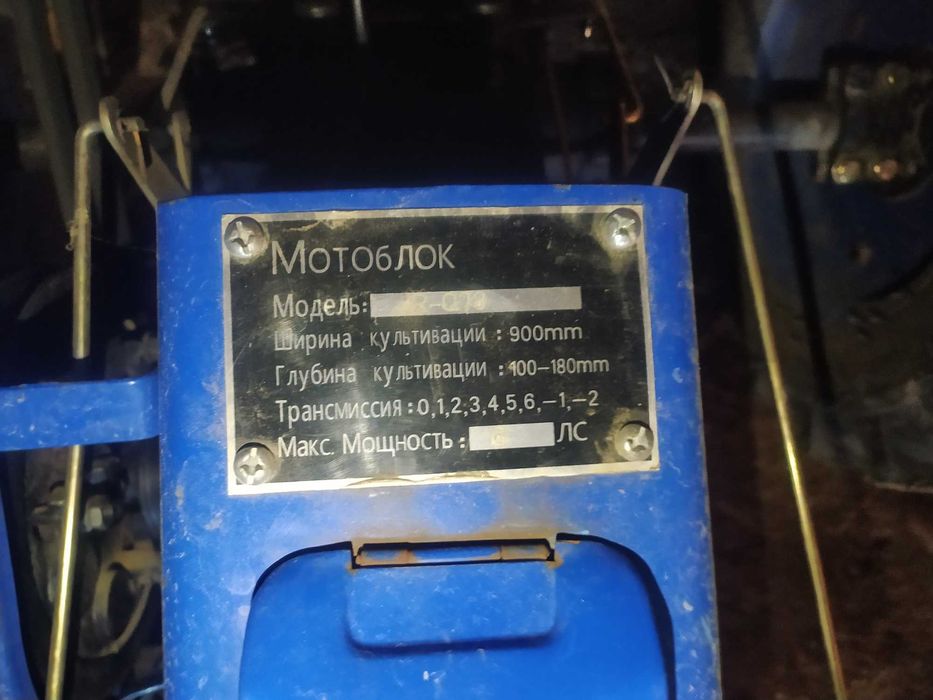 Мотоблок
Модель:
Ширина культивации : 900mm
Глубина культивации : 100-180mm
Трансмиссия : 0,1,2,3,4,5,6,-1,-2
Макс. Мощность : ЛС